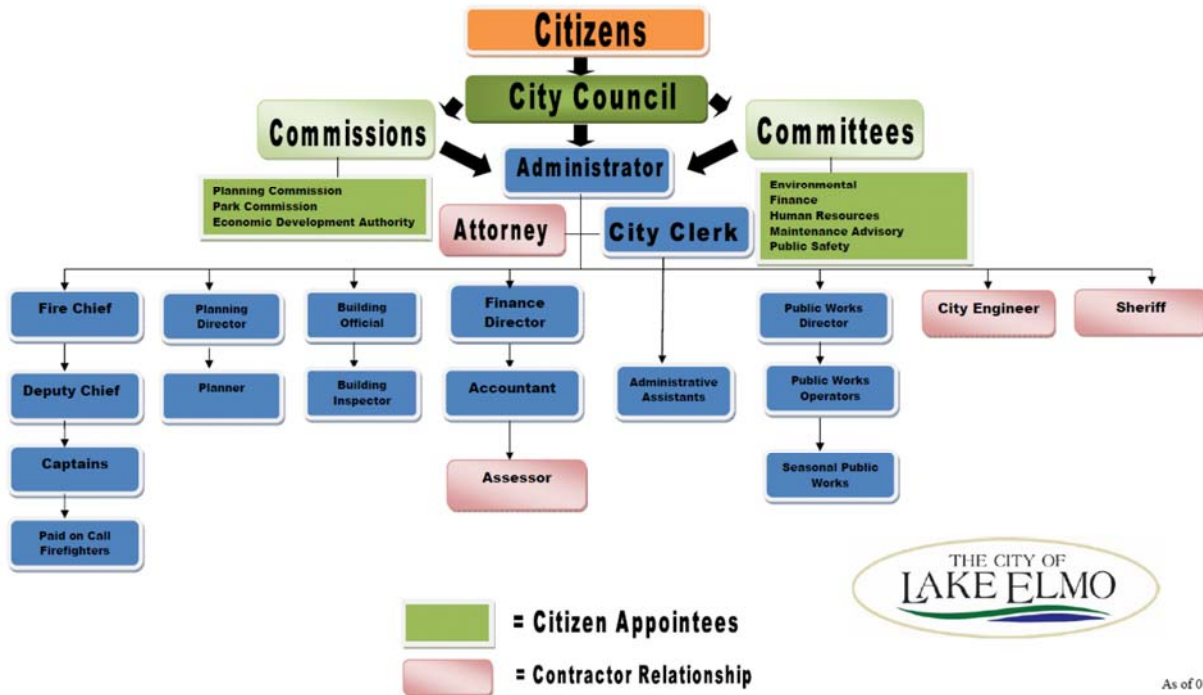 Citizens
City Council
Commissions
Committees
Administrator
Planning Commission
Park Commission
Economic Development Authority
Environmental
Finance
Human Resources
Maintenance Advisory
Public Safety
Attorney
City Clerk
Fire Chief
Planning
Director
Building
Official
Finance
Director
Public Works
Director
City Engineer
Sheriff
Deputy Chief
Planner
Building
Inspector
Accountant
Administrative
Assistants
Public Works
Operators
Captains
Assessor
Seasonal Public
Works
Paid on Call
Firefighters
THE CITY OF
LAKE ELMO
= Citizen Appointees
= Contractor Relationship
As of 0